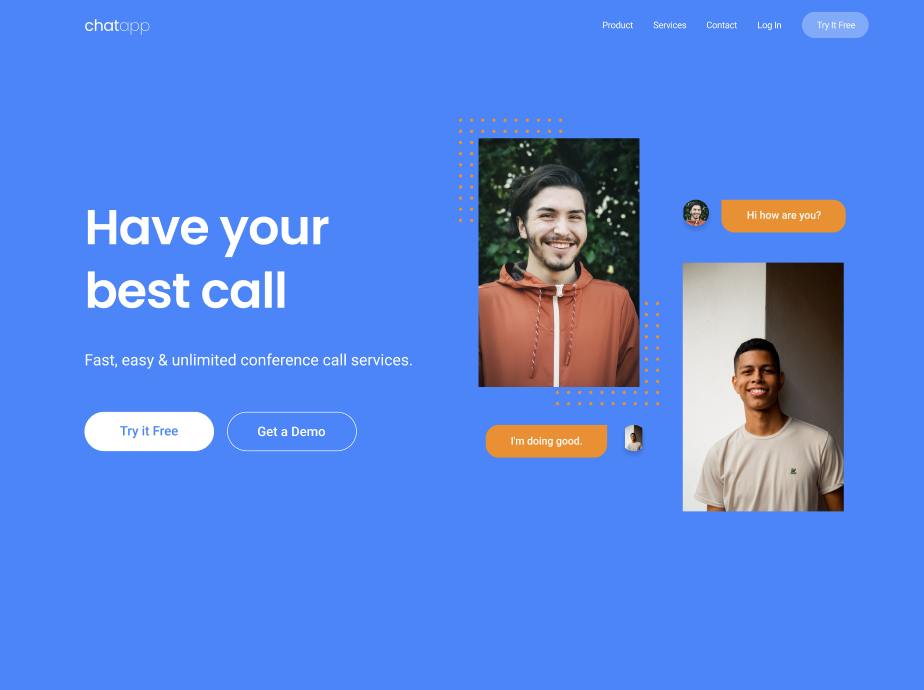 chatapp
Product Services Contact Log In Try It Free
Have your
best call
Fast, easy & unlimited conference call services.
Try it Free Get a Demo
Hi how are you?
I'm doing good.